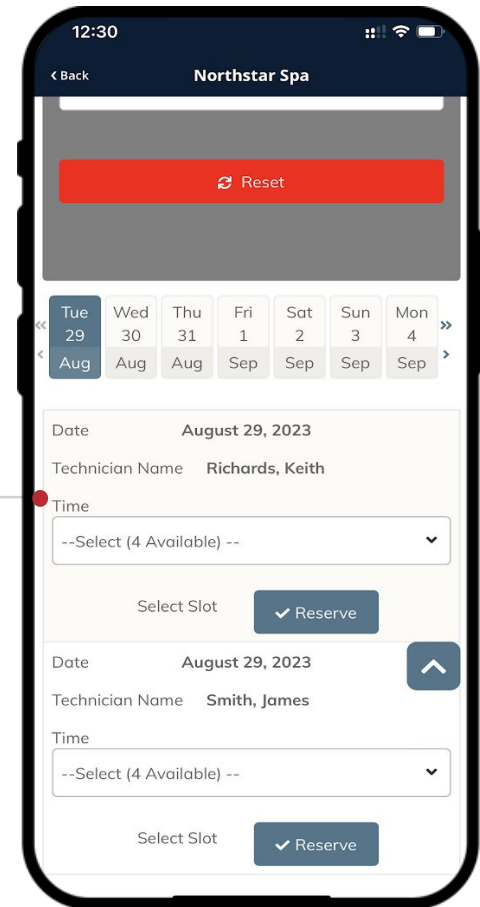 12:30
Back
Northstar Spa
Reset
Tue Wed Thu Fri Sat Sun Mon
29 30 31 1 2 3 4
Aug Aug Aug Sep Sep Sep Sep
Date August 29, 2023
Technician Name Richards, Keith
Time
--Select (4 Available) --
Select Slot Reserve
Date August 29, 2023
Technician Name Smith, James
Time
--Select (4 Available) --
Select Slot Reserve